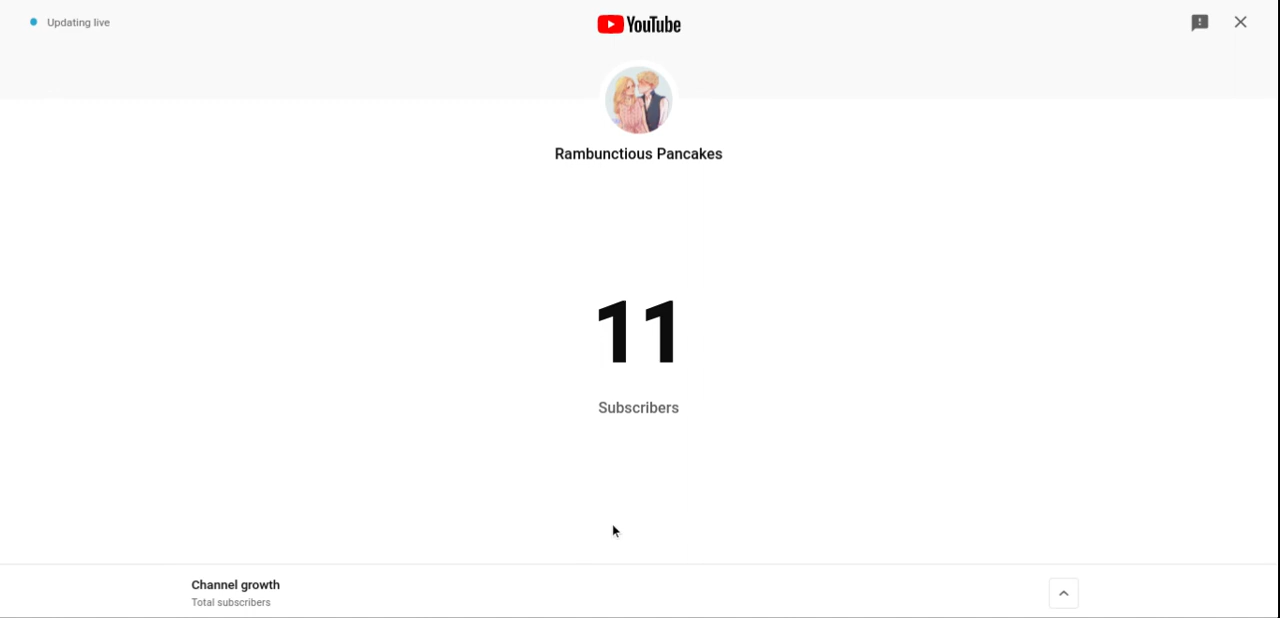 Updating live
YouTube
Rambunctious Pancakes
11
Subscribers
Channel growth
Total subscribers